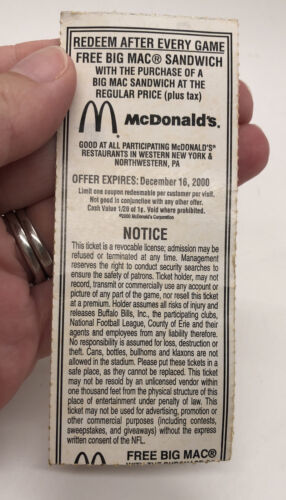 REDEEM AFTER EVERY GAME
FREE BIG MAC® SANDWICH
WITH THE PURCHASE OF A
BIG MAC SANDWICH AT THE
REGULAR PRICE (plus tax)
McDonald's.
GOOD AT ALL PARTICIPATING McDONALD'S®
RESTAURANTS IN WESTERN NEW YORK &
NORTHWESTERN, PA
OFFER EXPIRES: December 16, 2000
Limit one coupon redeemable per customer per visit.
Not good in conjunction with any other offer.
Cash Value 1/20 of 1¢. Void where prohibited.
©2000 McDonald's Corporation
NOTICE
This ticket is a revocable license; admission may be
refused or terminated at any time. Management
reserves the right to conduct security searches to
ensure the safety of patrons. Ticket holder, may not
record, transmit or commercially use any account or
picture of any part of the game, nor resell this ticket
at a premium. Holder assumes all risks of injury and
releases Buffalo Bills, Inc., the participating clubs,
National Football League, County of Erie and their
agents and employees from any liability therefore.
No responsibility is assumed for loss, destruction or
theft. Cans, bottles, bullhorns and klaxons are not
allowed in the stadium. Please put these tickets in a
safe place, as they cannot be replaced. This ticket
may not be resold by an unlicensed vendor within
one thousand feet from the physical structure of this
place of entertainment under penalty of law. This
ticket may not be used for advertising, promotion or
other commercial purposes (including contests,
sweepstakes, and giveaways) without the express
written consent of the NFL.
FREE BIG MAC®